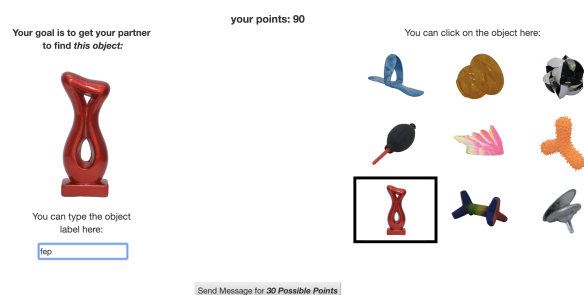 your points: 90
Your goal is to get your partner
to find this object:
You can type the object
label here:
fep
You can click on the object here:
Send Message for 30 Possible Points